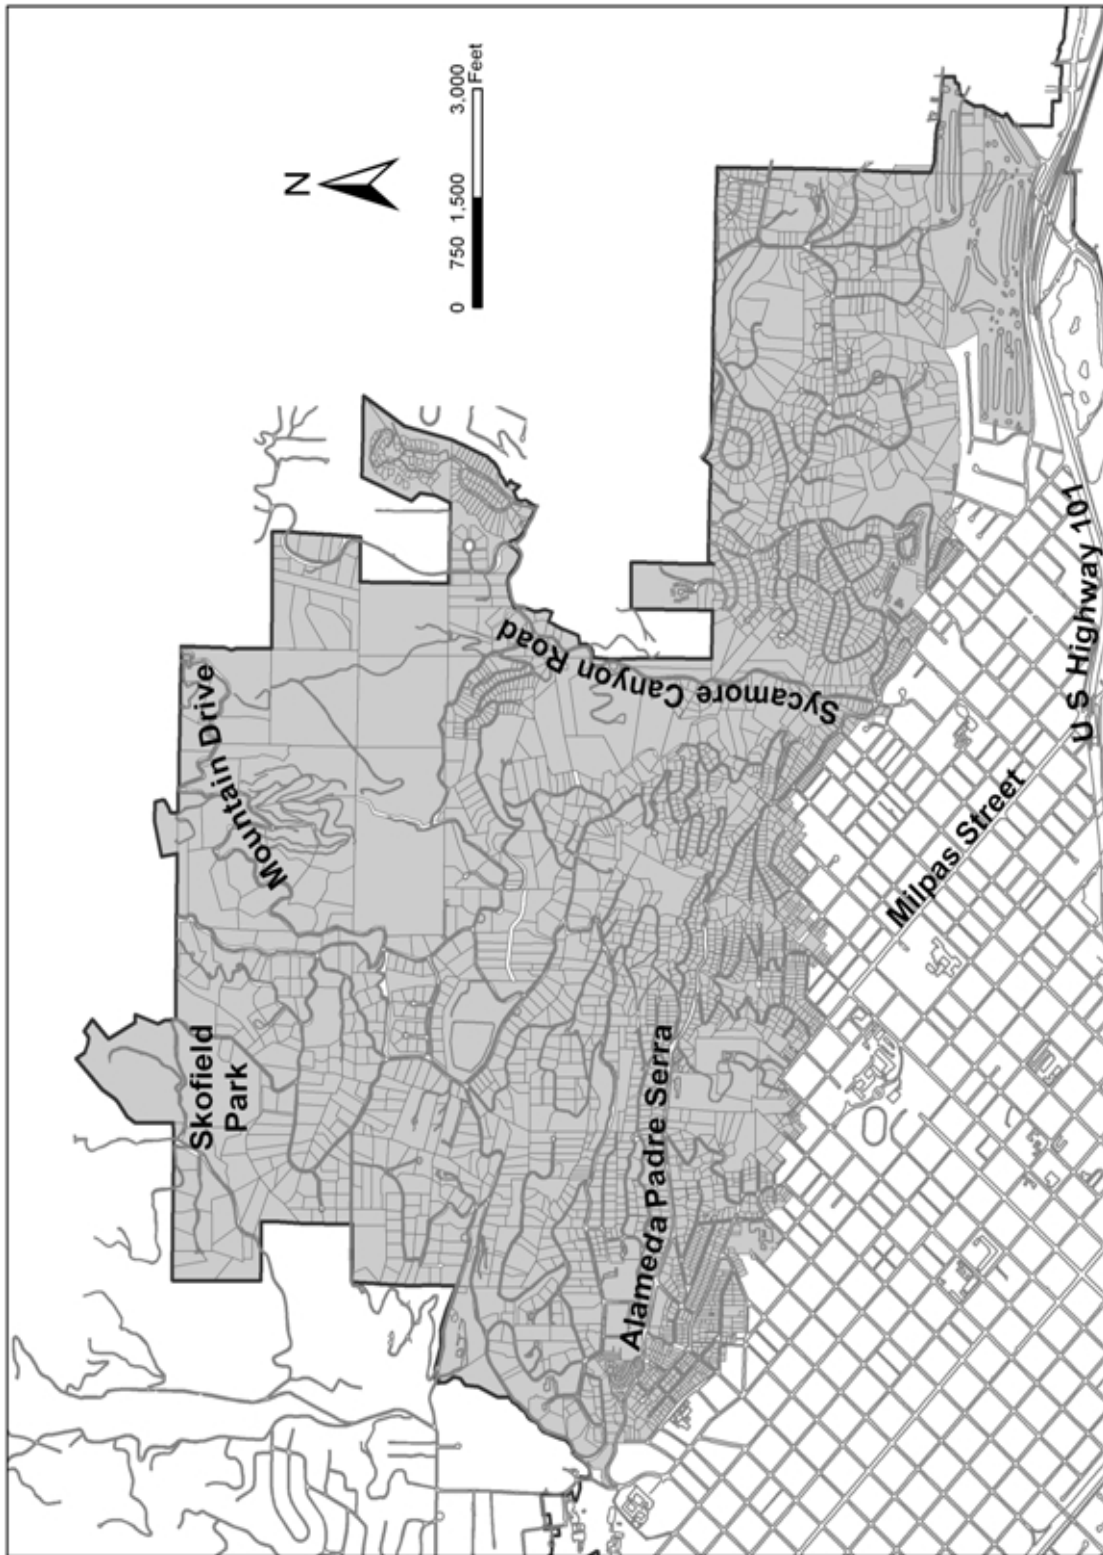 N
0 750 1,500 3,000
Feet
Mountain Drive
Skofield
Park
Sycamore Canyon Road
Alameda Padre Serra
Milpas Street
U S Highway 101